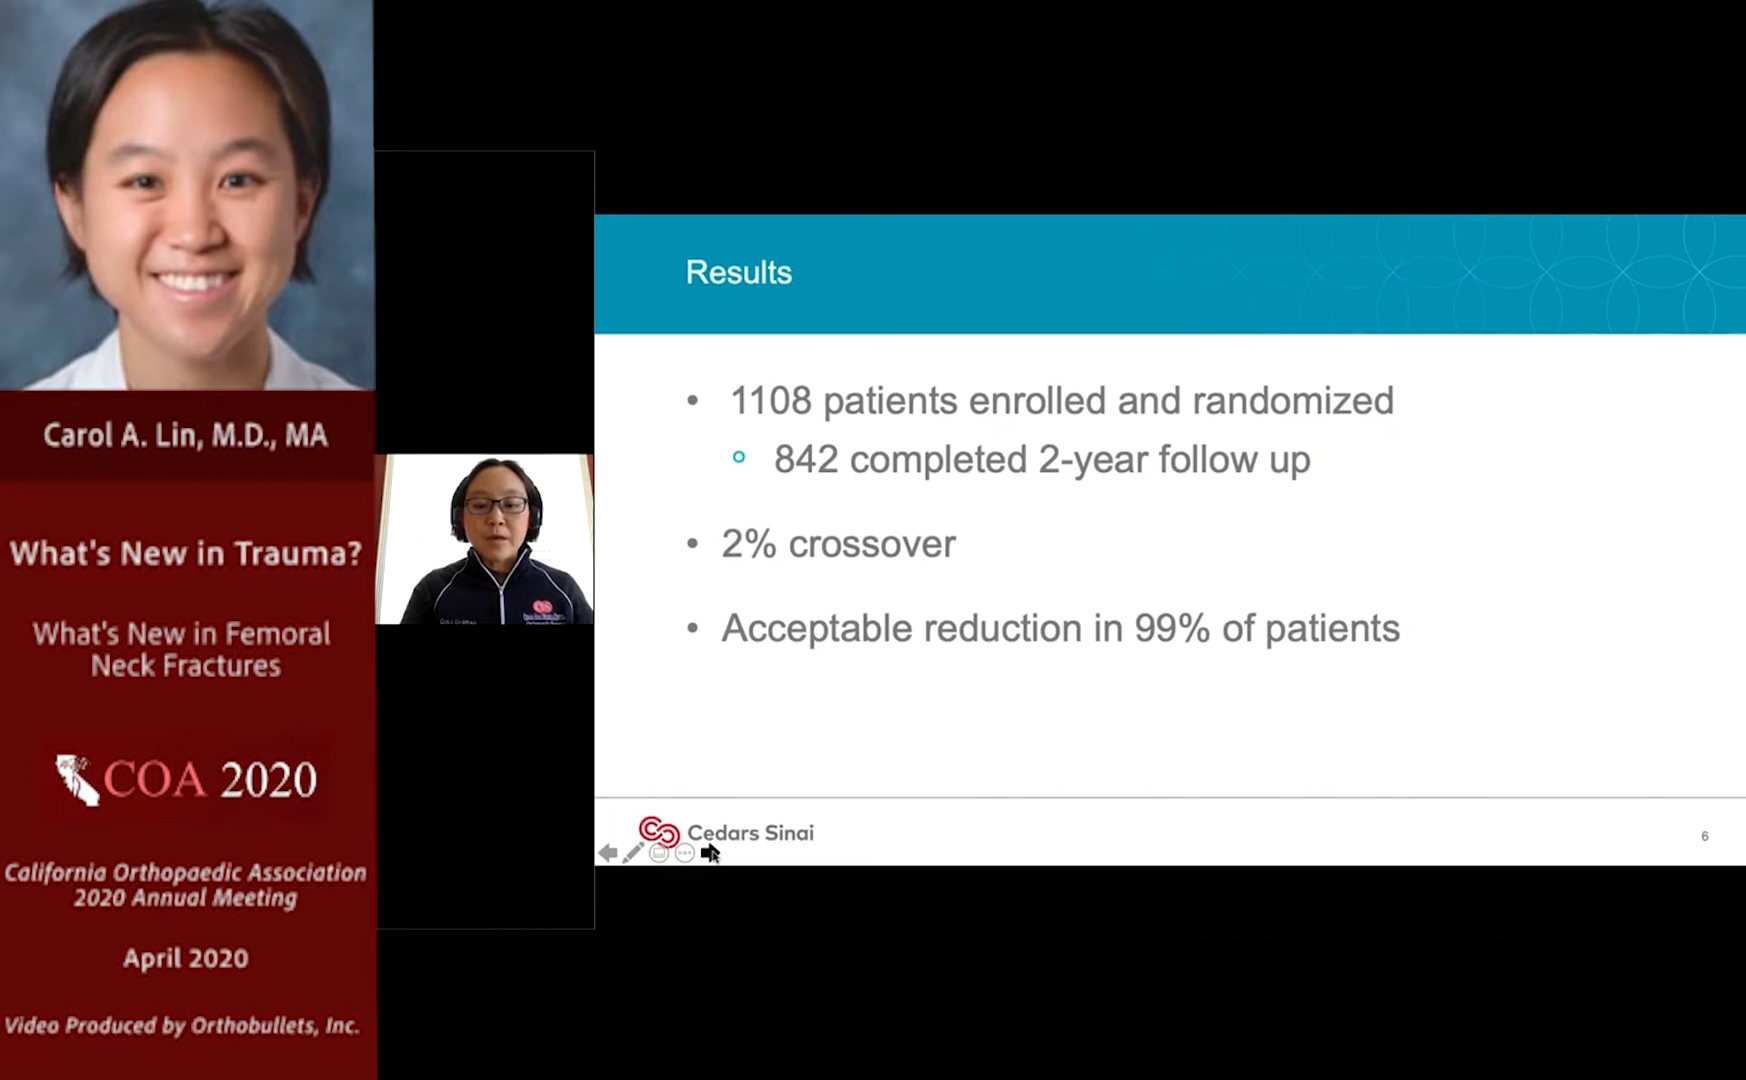 Carol A. Lin, M.D., MA
What's New in Trauma?
What's New in Femoral
Neck Fractures
COA 2020
California Orthopaedic Association
2020 Annual Meeting
April 2020
Video Produced by Orthobullets, Inc.
Results
• 1108 patients enrolled and randomized
842 completed 2-year follow up
• 2% crossover
• Acceptable reduction in 99% of patients
Cedars Sinai
6